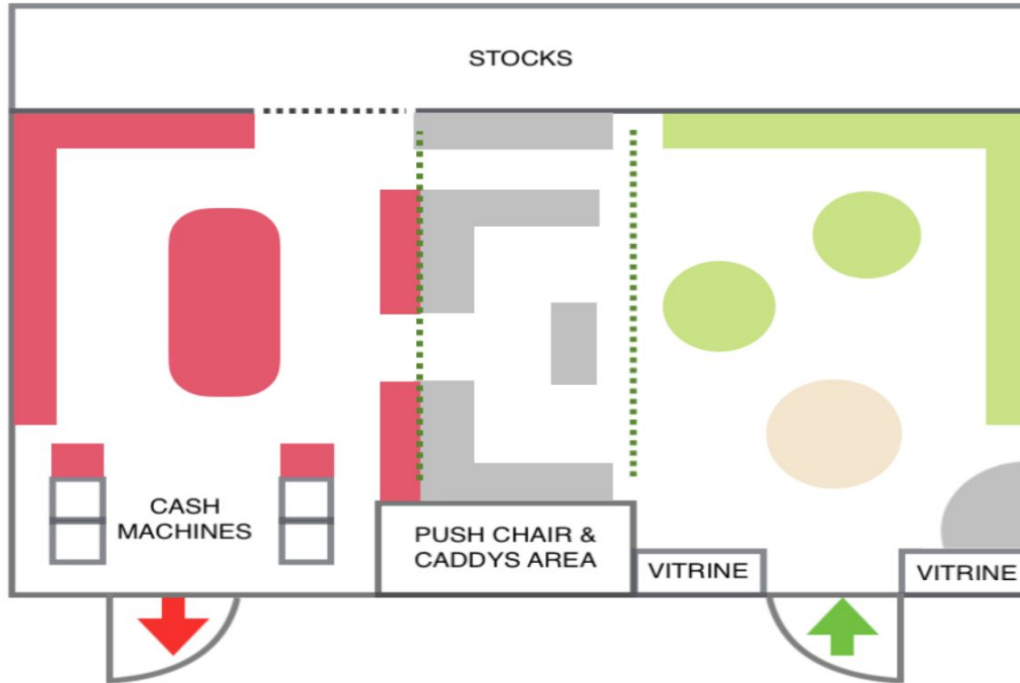 STOCKS
CASH
MACHINES
PUSH CHAIR &
CADDYS AREA
VITRINE
VITRINE